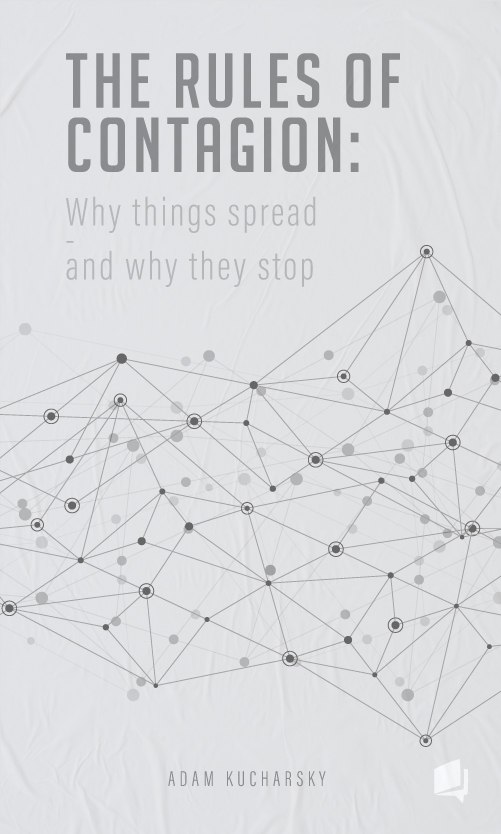 THE RULES OF
CONTAGION:
Why things spread
-
and why they stop
ADAM KUCHARSKY